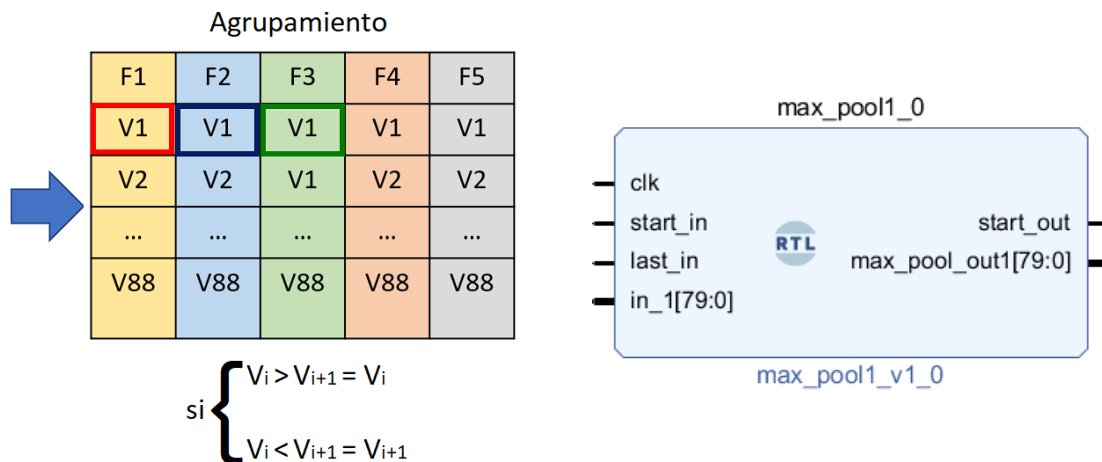 Agrupamiento
F1 F2 F3 F4 F5
V1 V1 V1 V1 V1
V2 V2 V1 V2 V2
... ... ... ... ...
V88 V88 V88 V88 V88
si { Vi > Vi+1 = Vi
Vi < Vi+1 = Vi+1
max_pool1_0
clk
start_in
last_in
in_1[79:0]
RTL
start_out
max_pool_out1[79:0]
max_pool1_v1_0